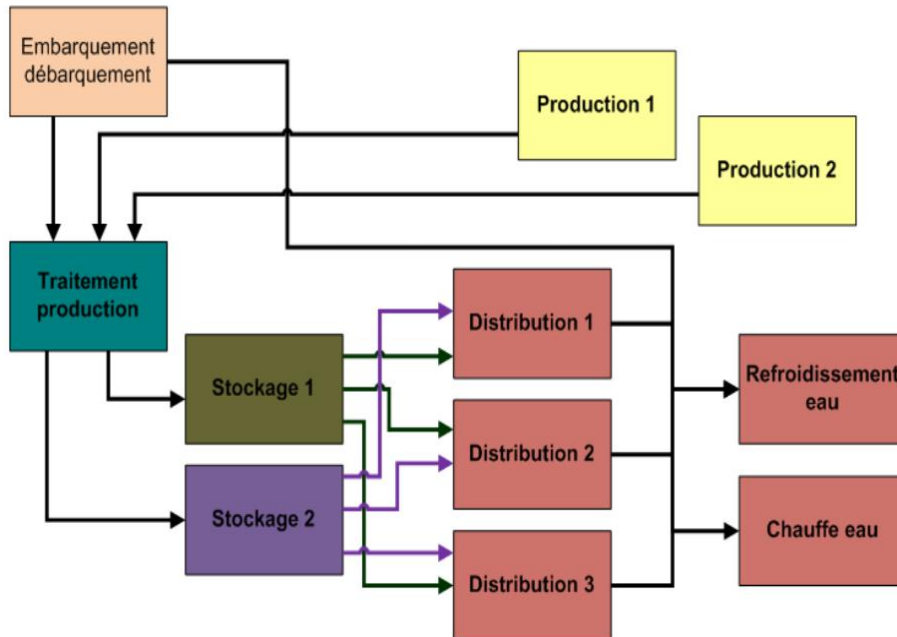 Embarquement
débarquement
Production 1
Production 2
Traitement
production
Distribution 1
Stockage 1
Refroidissement
eau
Distribution 2
Stockage 2
Chauffe eau
Distribution 3